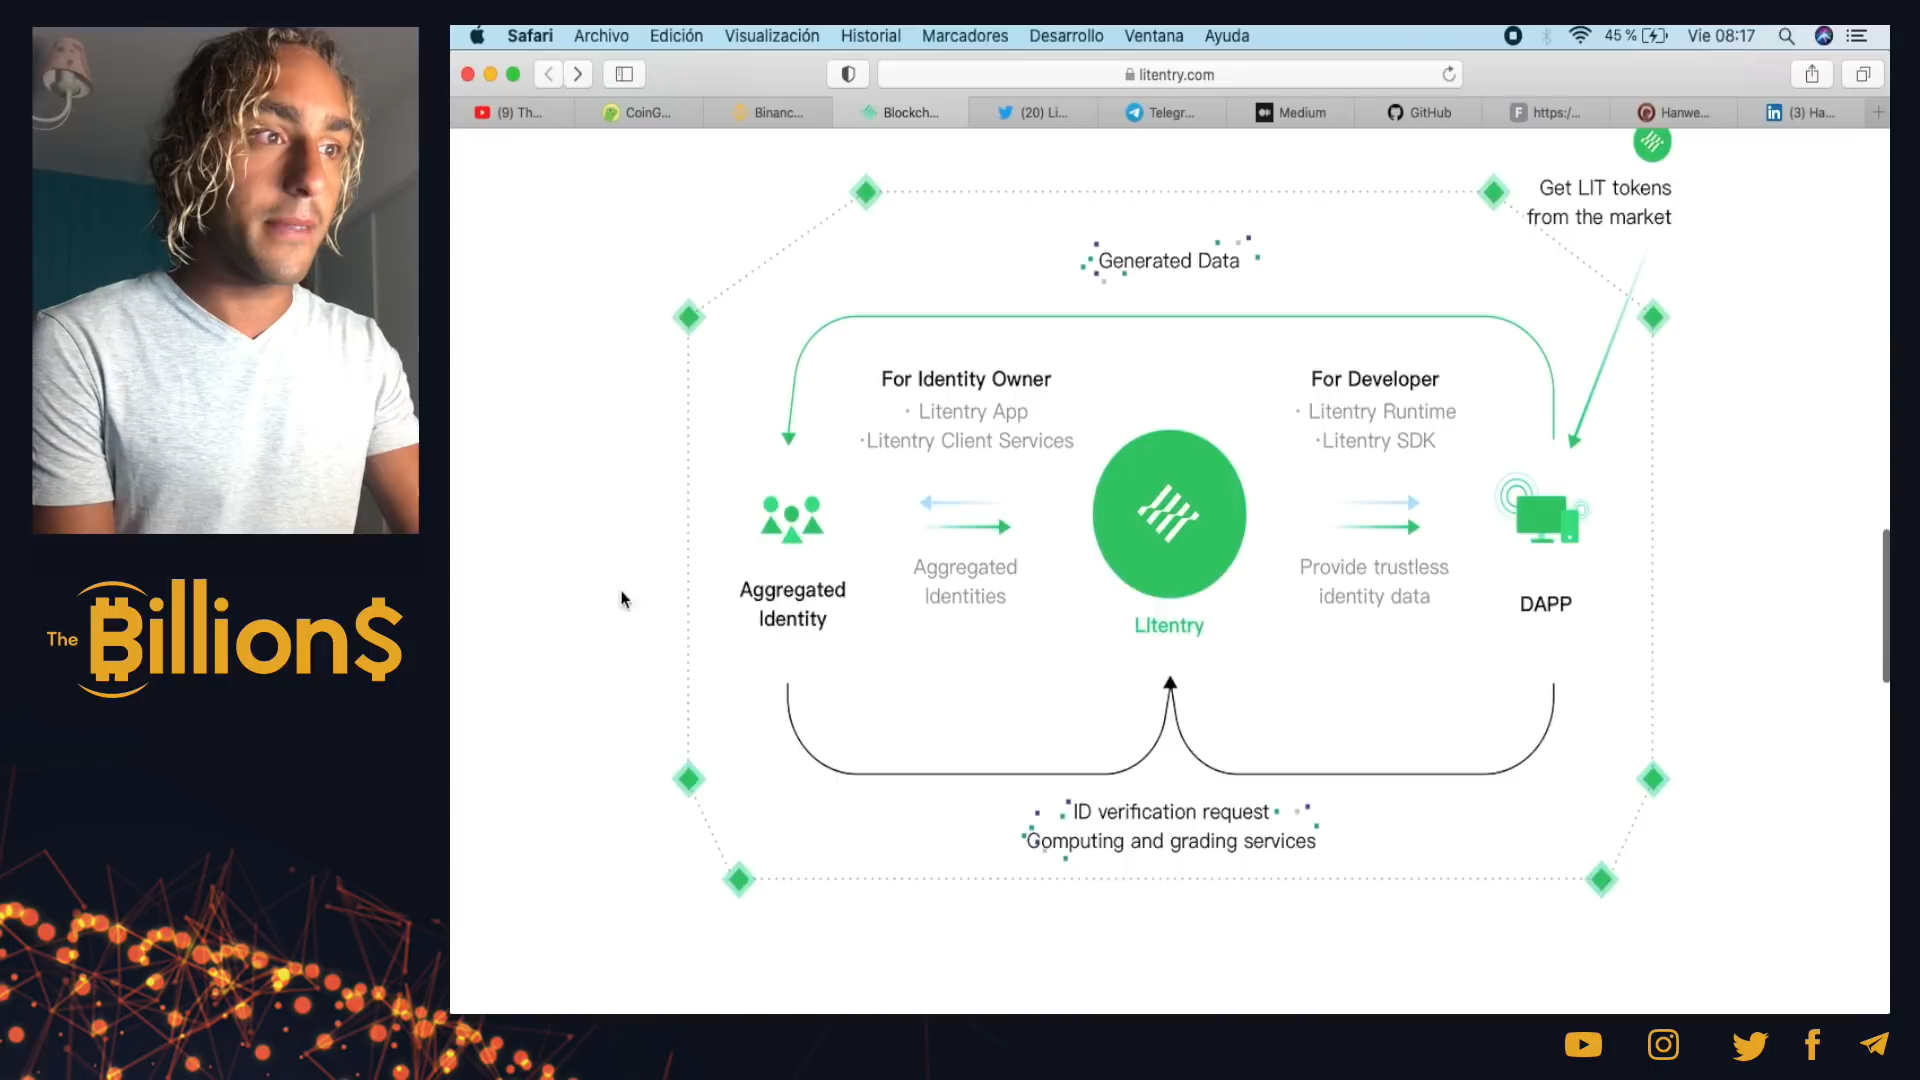 Safari Archivo Edición Visualización Historial Marcadores Desarrollo Ventana Ayuda 45 % Vie 08:17
litentry.com
(9) Th... CoinG... Binanc... Blockch... (20) Li... Telegr... Medium GitHub https:/... Hanwe... (3) Ha...
Get LIT tokens
from the market
Generated Data
For Identity Owner
· Litentry App
·Litentry Client Services
For Developer
· Litentry Runtime
·Litentry SDK
Aggregated
Identity
Aggregated
Identities
LItentry
Provide trustless
identity data
DAPP
ID verification request
Computing and grading services
The Billion$